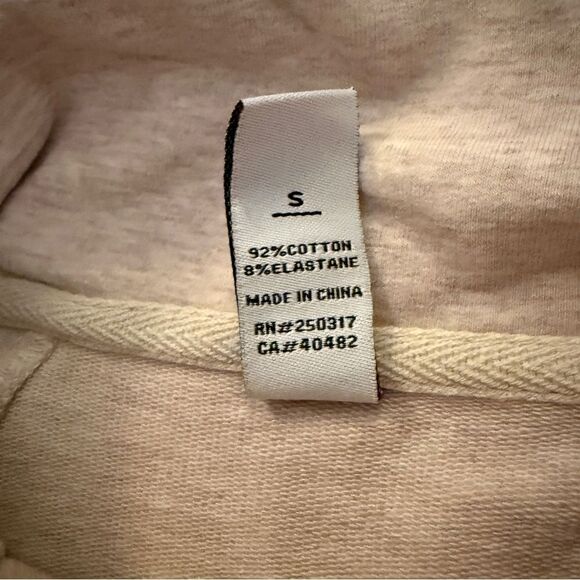 S
92%COTTON
8%ELASTANE
MADE IN CHINA
RN#250317
CA#40482